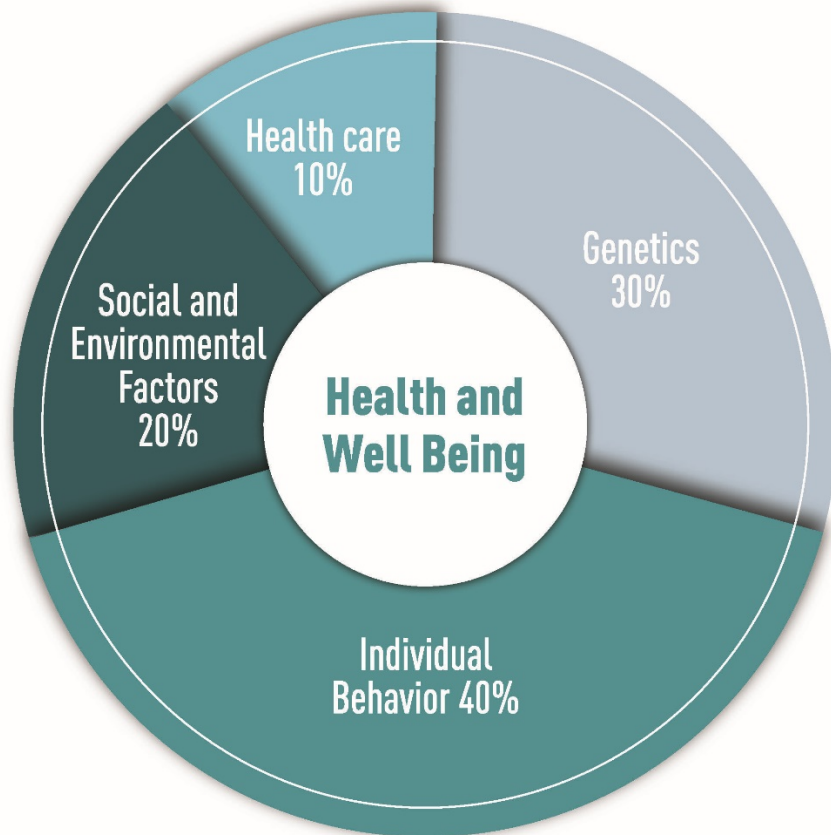 Health care
10%
Genetics
30%
Social and
Environmental
Factors
20%
Health and
Well Being
Individual
Behavior 40%